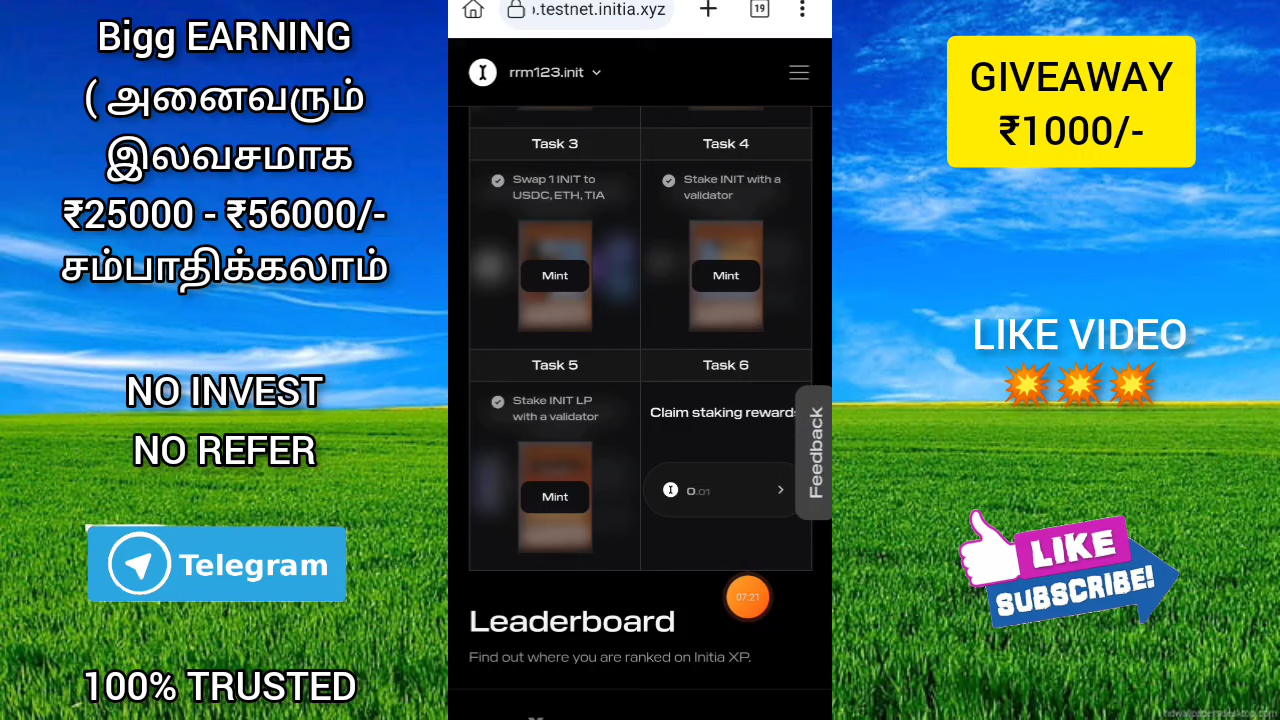 Bigg EARNING
( அனைவரும்
இலவசமாக
₹25000 - ₹56000/-
சம்பாதிக்கலாம்
NO INVEST
NO REFER
Telegram
100% TRUSTED
.testnet.initia.xyz
19
rrm123.init
Task 3
Task 4
Swap 1 INIT to
USDC, ETH, TIA
Stake INIT with a
validator
Mint
Mint
Task 5
Task 6
Stake INIT LP
with a validator
Claim staking rewards
Mint
0.01
Feedback
07:21
Leaderboard
Find out where you are ranked on Initia XP.
GIVEAWAY
₹1000/-
LIKE VIDEO
💥💥💥
LIKE
SUBSCRIBE!